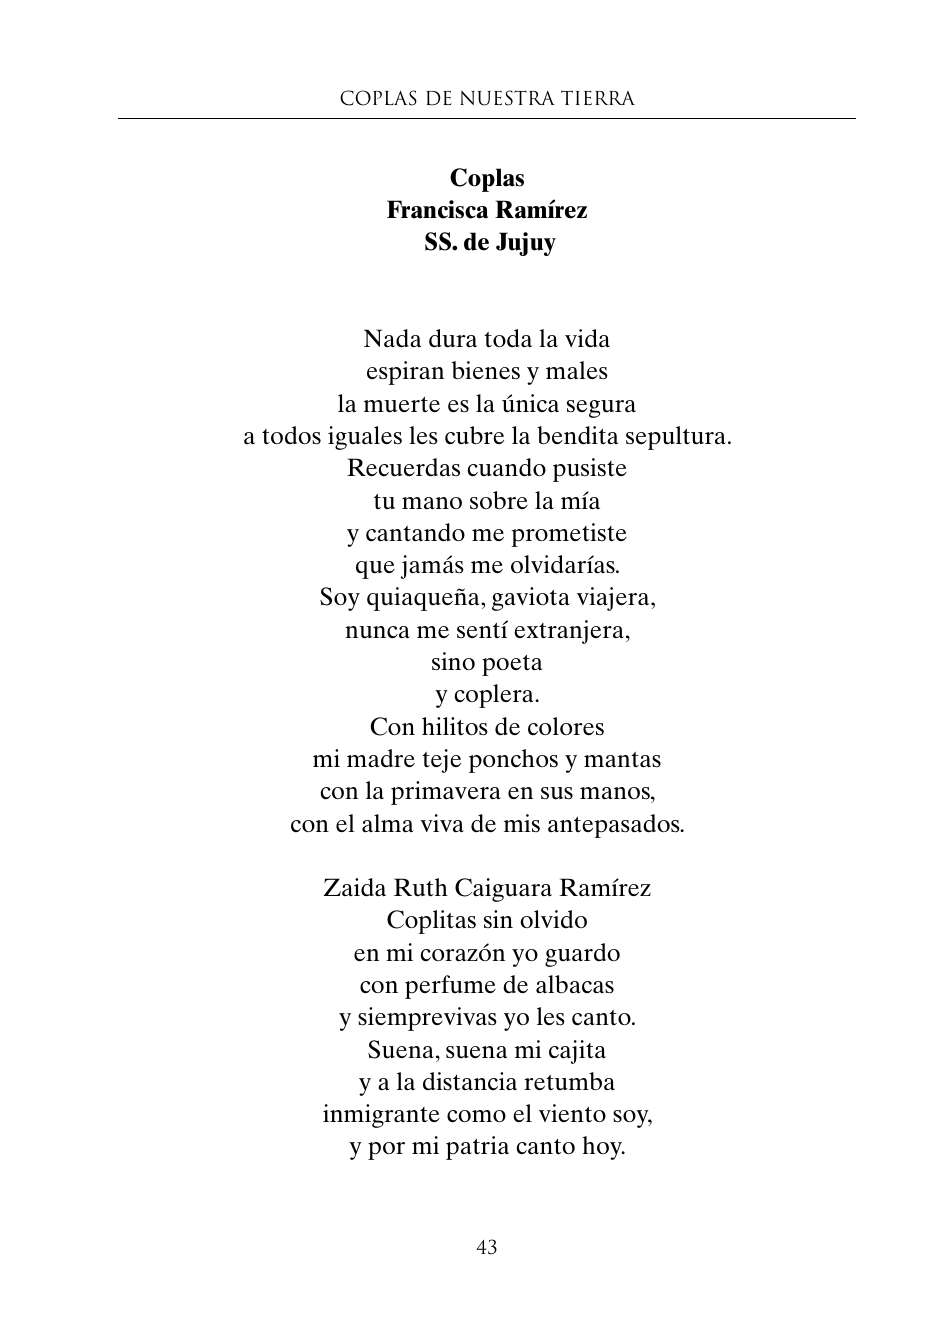 COPLAS DE NUESTRA TIERRA
Coplas
Francisca Ramírez
SS. de Jujuy
Nada dura toda la vida
espiran bienes y males
la muerte es la única segura
a todos iguales les cubre la bendita sepultura.
Recuerdas cuando pusiste
tu mano sobre la mía
y cantando me prometiste
que jamás me olvidarías.
Soy quiaqueña, gaviota viajera,
nunca me sentí extranjera,
sino poeta
y coplera.
Con hilitos de colores
mi madre teje ponchos y mantas
con la primavera en sus manos,
con el alma viva de mis antepasados.
Zaida Ruth Caiguara Ramírez
Coplitas sin olvido
en mi corazón yo guardo
con perfume de albacas
y siemprevivas yo les canto.
Suena, suena mi cajita
y a la distancia retumba
inmigrante como el viento soy,
y por mi patria canto hoy.
43